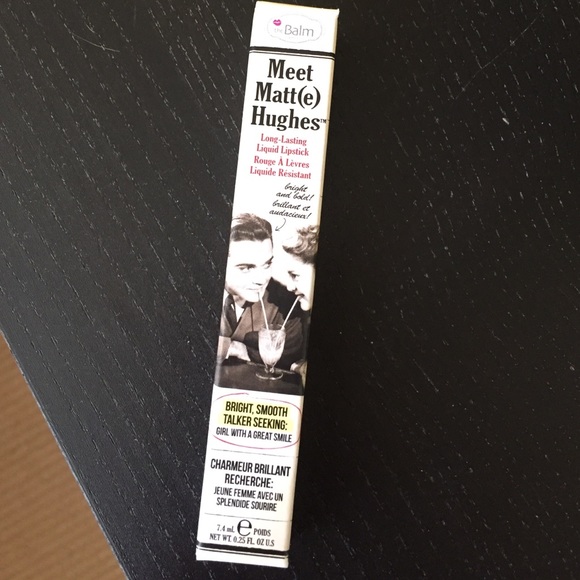 theBalm
Meet
Matt(e)
Hughes™
Long-Lasting
Liquid Lipstick
Rouge À Lèvres
Liquide Résistant
bright
and bold!
brillant et
audacieux!
BRIGHT, SMOOTH
TALKER SEEKING:
GIRL WITH A GREAT SMILE
CHARMEUR BRILLANT
RECHERCHE:
JEUNE FEMME AVEC UN
SPLENDIDE SOURIRE
7.4 mL e POIDS
NET WT. 0.25 FL. OZ U.S